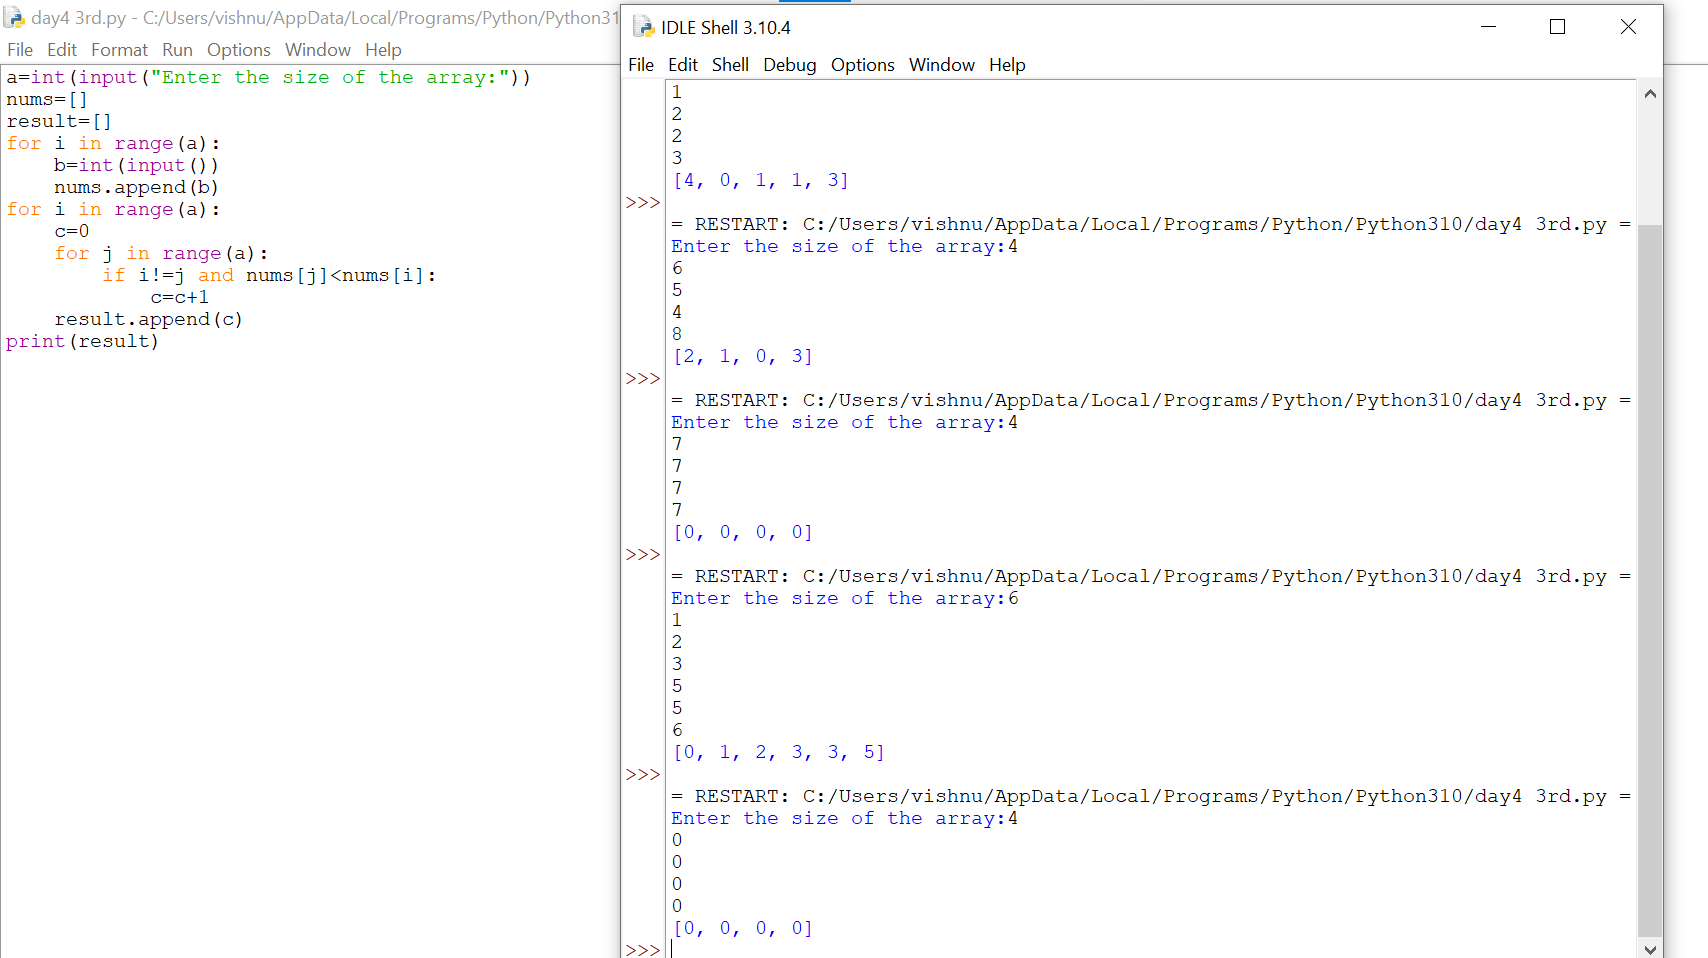 day4 3rd.py - C:/Users/vishnu/AppData/Local/Programs/Python/Python31
File Edit Format Run Options Window Help
a=int(input("Enter the size of the array:"))
nums=[]
result=[]
for i in range(a):
    b=int(input())
    nums.append(b)
for i in range(a):
    c=0
    for j in range(a):
        if i!=j and nums[j]<nums[i]:
            c=c+1
    result.append(c)
print(result)
IDLE Shell 3.10.4
File Edit Shell Debug Options Window Help
1
2
2
3
[4, 0, 1, 1, 3]
>>>
= RESTART: C:/Users/vishnu/AppData/Local/Programs/Python/Python310/day4 3rd.py =
Enter the size of the array:4
6
5
4
8
[2, 1, 0, 3]
>>>
= RESTART: C:/Users/vishnu/AppData/Local/Programs/Python/Python310/day4 3rd.py =
Enter the size of the array:4
7
7
7
7
[0, 0, 0, 0]
>>>
= RESTART: C:/Users/vishnu/AppData/Local/Programs/Python/Python310/day4 3rd.py =
Enter the size of the array:6
1
2
3
5
5
6
[0, 1, 2, 3, 3, 5]
>>>
= RESTART: C:/Users/vishnu/AppData/Local/Programs/Python/Python310/day4 3rd.py =
Enter the size of the array:4
0
0
0
0
[0, 0, 0, 0]
>>>